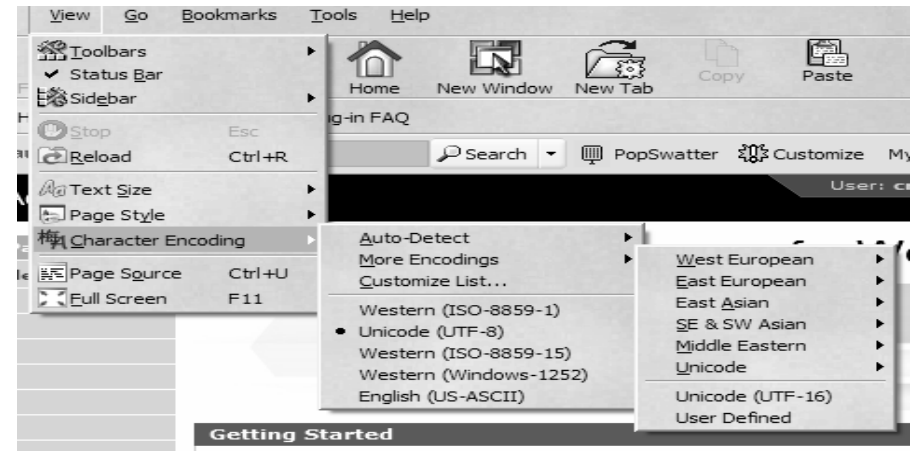 View Go Bookmarks Tools Help
Toolbars
Status Bar
Sidebar
Home New Window New Tab Copy Paste
g-in FAQ
Stop Esc
Reload Ctrl+R
Search PopSwatter Customize My
User:
Text Size
Page Style
Character Encoding
Page Source Ctrl+U
Full Screen F11
Auto-Detect
More Encodings
Customize List...
Western (ISO-8859-1)
Unicode (UTF-8)
Western (ISO-8859-15)
Western (Windows-1252)
English (US-ASCII)
West European
East European
East Asian
SE & SW Asian
Middle Eastern
Unicode
Unicode (UTF-16)
User Defined
Getting Started